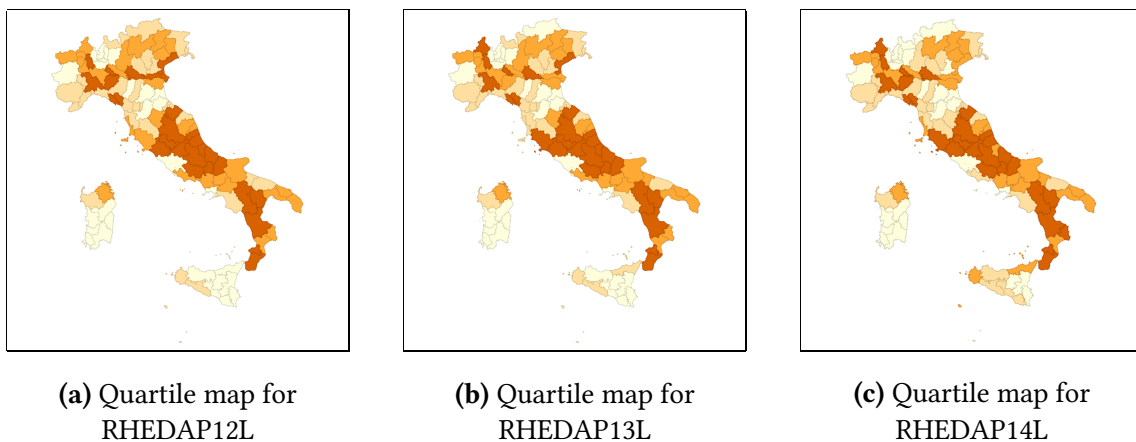 (a) Quartile map for
RHEDAP12L
(b) Quartile map for
RHEDAP13L
(c) Quartile map for
RHEDAP14L